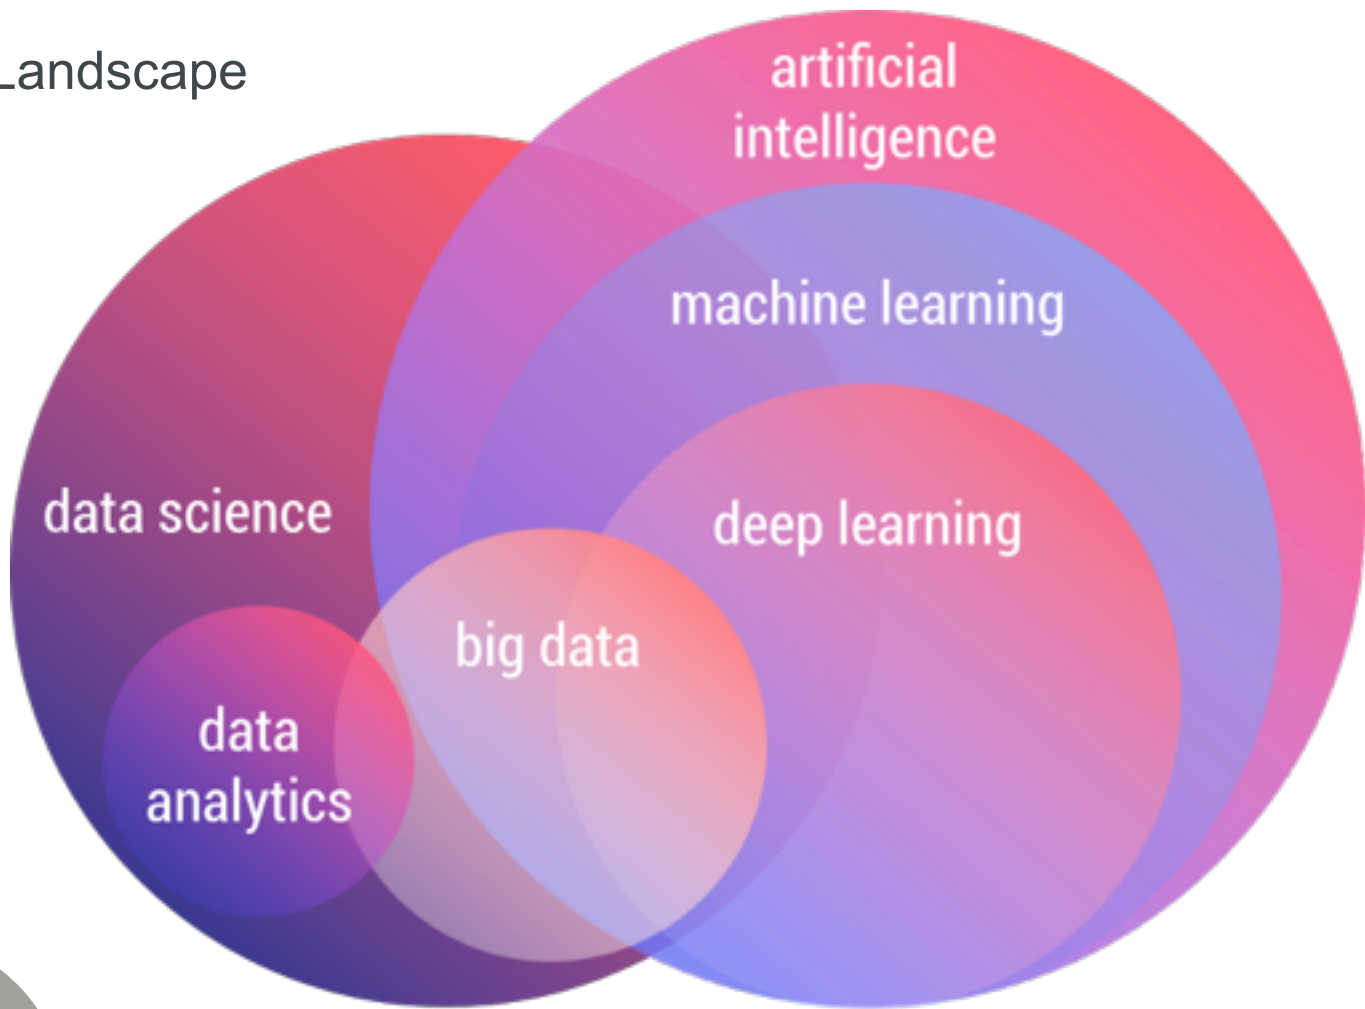 Landscape
artificial
intelligence
machine learning
data science
deep learning
big data
data
analytics